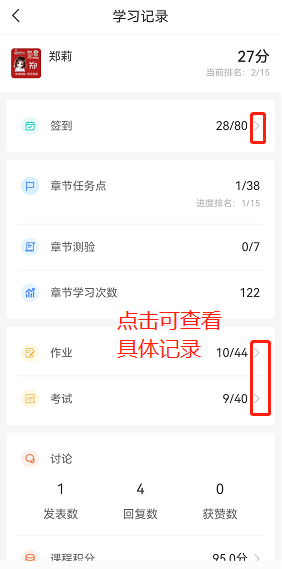 学习记录
郑莉
27分
当前排名：2/15
郑
签到
28/80
章节任务点
1/38
进度排名：1/15
章节测验
0/7
章节学习次数
122
点击可查看
具体记录
作业
10/44
考试
9/40
讨论
1
4
0
发表数
回复数
获赞数
课程积分
95.0分